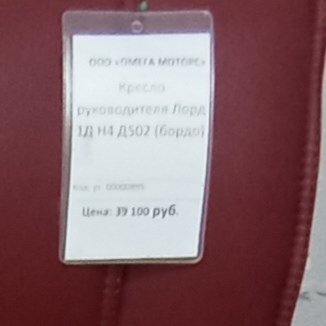 ООО «ОМЕГА МОТОРС»
Кресло
руководителя Лорд
1Д Н4 Д502 (бордо)
Цена: 39 100 руб.